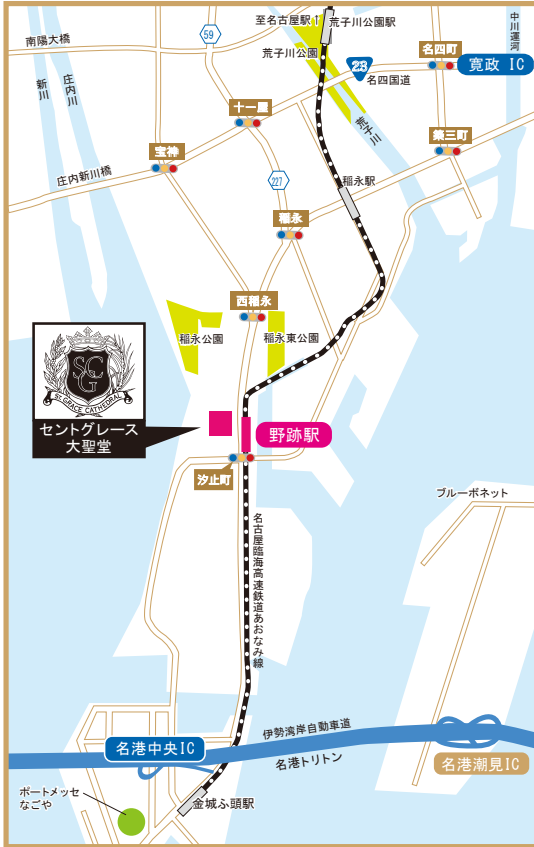 至名古屋駅↑
荒子川公園駅
59
南陽大橋
荒子川公園
23
名四町
寛政 IC
中川運河
新川
庄内川
名四国道
十一屋
荒子川
第三町
宝神
庄内新川橋
227
稲永駅
稲永
西稲永
稲永公園
稲永東公園
SCG
ST. GRACE CATHEDRAL
セントグレース
大聖堂
野跡駅
汐止町
ブルーボネット
名古屋臨海高速鉄道あおなみ線
伊勢湾岸自動車道
名港中央IC
名港トリトン
名港潮見IC
ポートメッセ
なごや
金城ふ頭駅